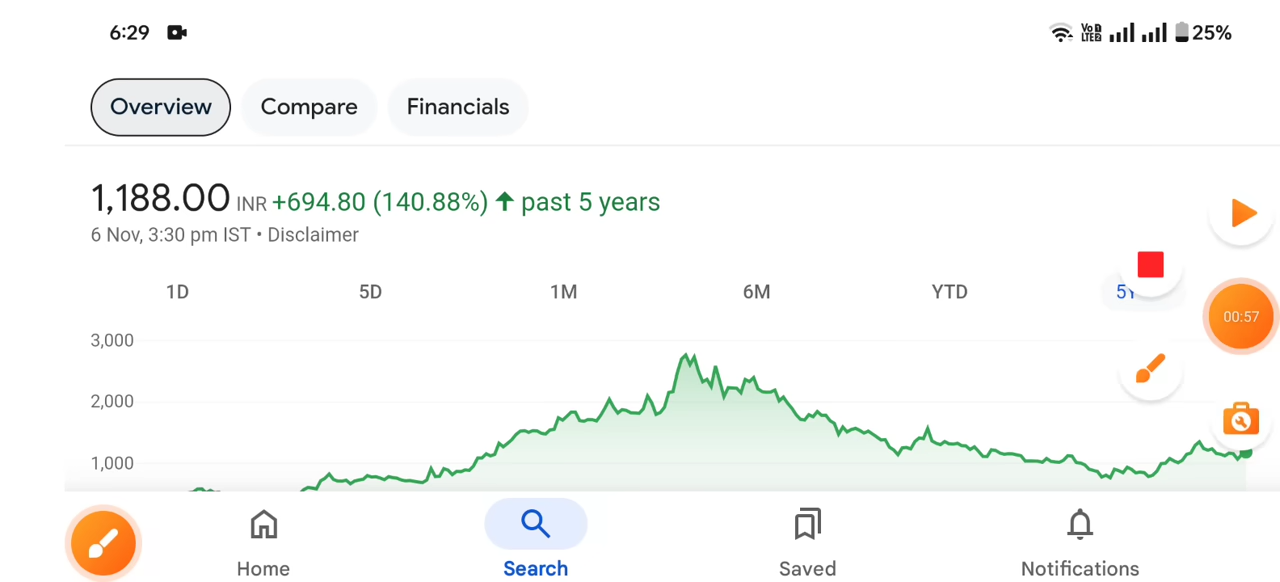 6:29 Vo LTE2 25%
Overview Compare Financials
1,188.00 INR +694.80 (140.88%) ↑ past 5 years
6 Nov, 3:30 pm IST • Disclaimer
1D 5D 1M 6M YTD
00:57
3,000
2,000
1,000
Home Search Saved Notifications